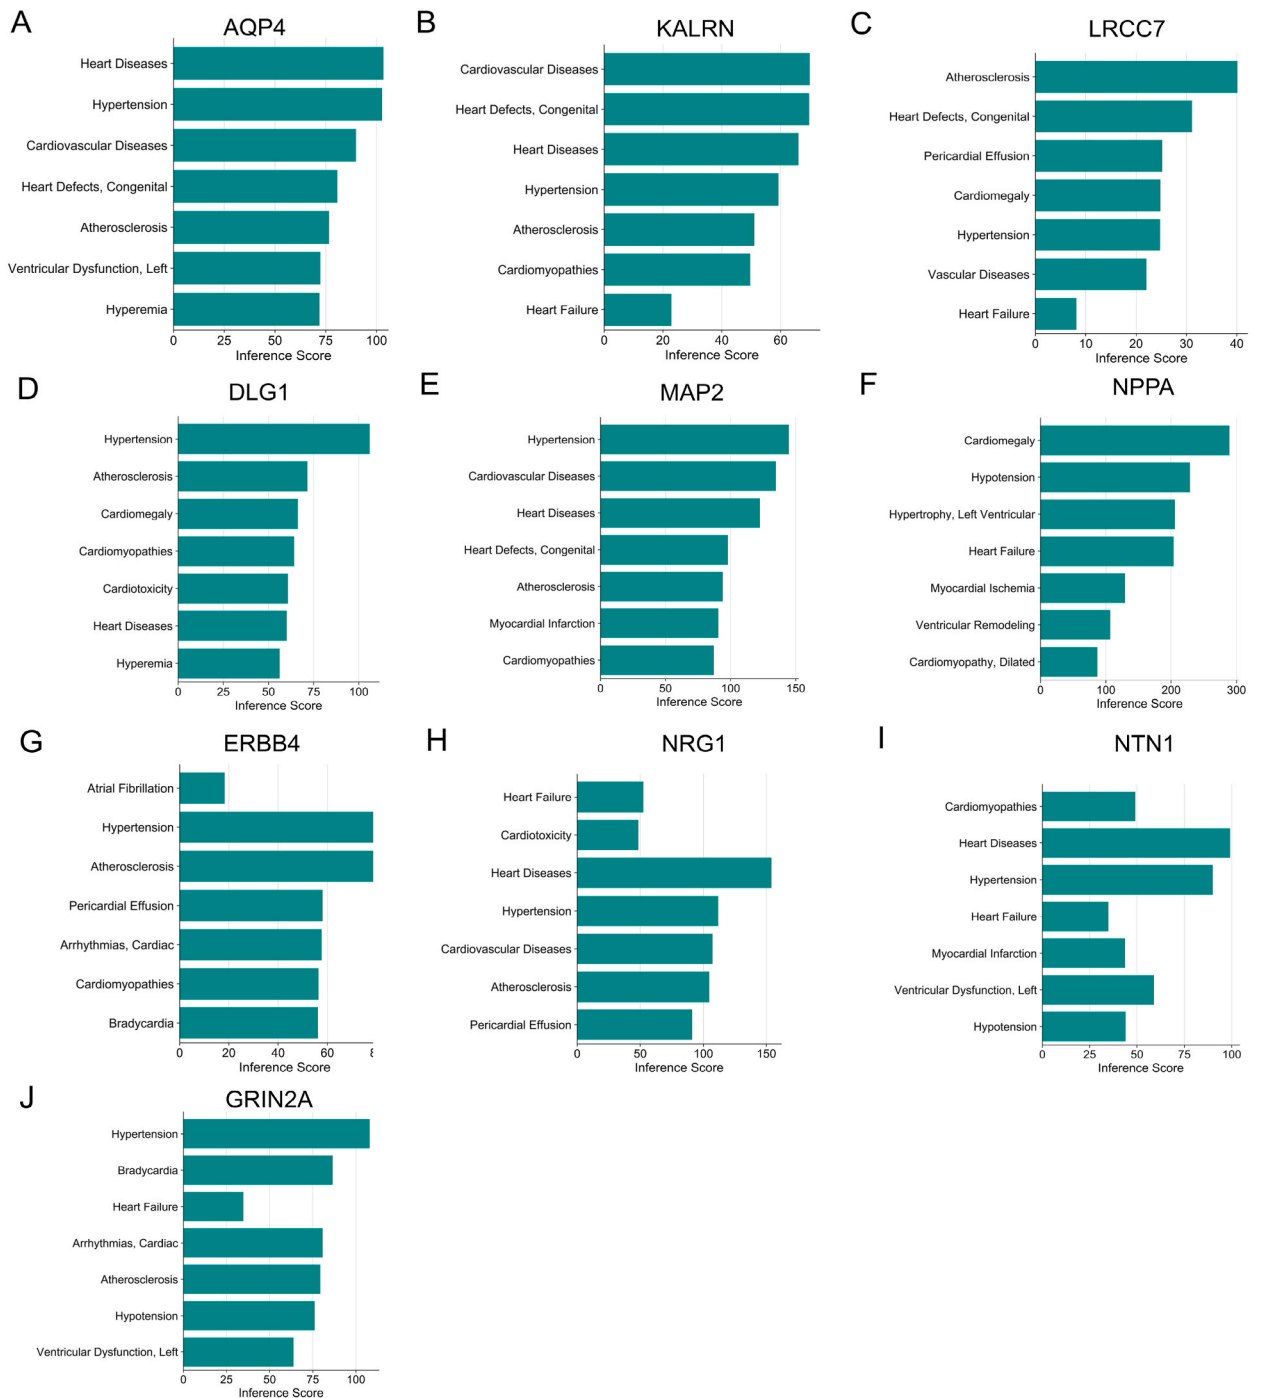 A
AQP4
Heart Diseases
Hypertension
Cardiovascular Diseases
Heart Defects, Congenital
Atherosclerosis
Ventricular Dysfunction, Left
Hyperemia
0 25 50 75 100
Inference Score
B
KALRN
Cardiovascular Diseases
Heart Defects, Congenital
Heart Diseases
Hypertension
Atherosclerosis
Cardiomyopathies
Heart Failure
0 20 40 60
Inference Score
C
LRCC7
Atherosclerosis
Heart Defects, Congenital
Pericardial Effusion
Cardiomegaly
Hypertension
Vascular Diseases
Heart Failure
0 10 20 30 40
Inference Score
D
DLG1
Hypertension
Atherosclerosis
Cardiomegaly
Cardiomyopathies
Cardiotoxicity
Heart Diseases
Hyperemia
0 25 50 75 100
Inference Score
E
MAP2
Hypertension
Cardiovascular Diseases
Heart Diseases
Heart Defects, Congenital
Atherosclerosis
Myocardial Infarction
Cardiomyopathies
0 50 100 150
Inference Score
F
NPPA
Cardiomegaly
Hypotension
Hypertrophy, Left Ventricular
Heart Failure
Myocardial Ischemia
Ventricular Remodeling
Cardiomyopathy, Dilated
0 100 200 300
Inference Score
G
ERBB4
Atrial Fibrillation
Hypertension
Atherosclerosis
Pericardial Effusion
Arrhythmias, Cardiac
Cardiomyopathies
Bradycardia
0 20 40 60
Inference Score
H
NRG1
Heart Failure
Cardiotoxicity
Heart Diseases
Hypertension
Cardiovascular Diseases
Atherosclerosis
Pericardial Effusion
0 50 100 150
Inference Score
I
NTN1
Cardiomyopathies
Heart Diseases
Hypertension
Heart Failure
Myocardial Infarction
Ventricular Dysfunction, Left
Hypotension
0 25 50 75 100
Inference Score
J
GRIN2A
Hypertension
Bradycardia
Heart Failure
Arrhythmias, Cardiac
Atherosclerosis
Hypotension
Ventricular Dysfunction, Left
0 25 50 75 100
Inference Score